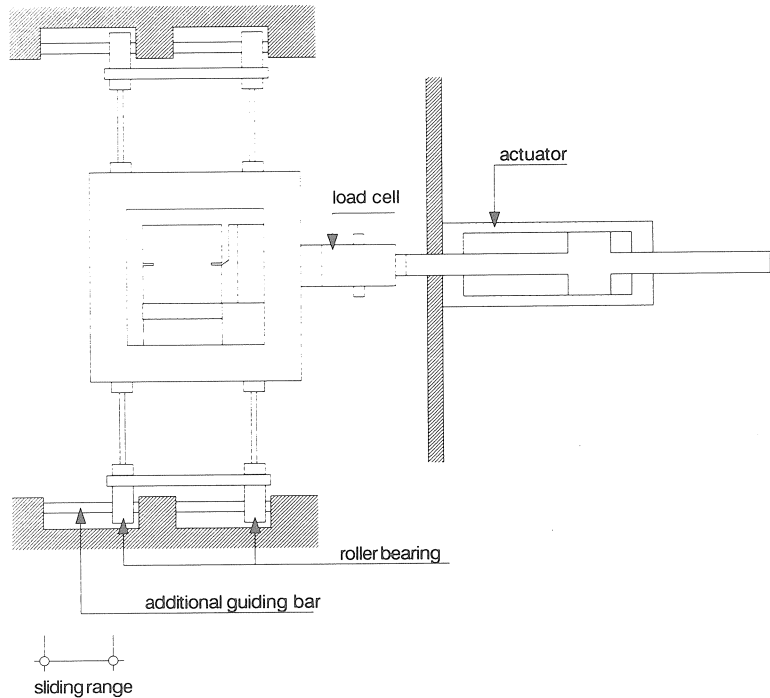 actuator
load cell
roller bearing
additional guiding bar
sliding range